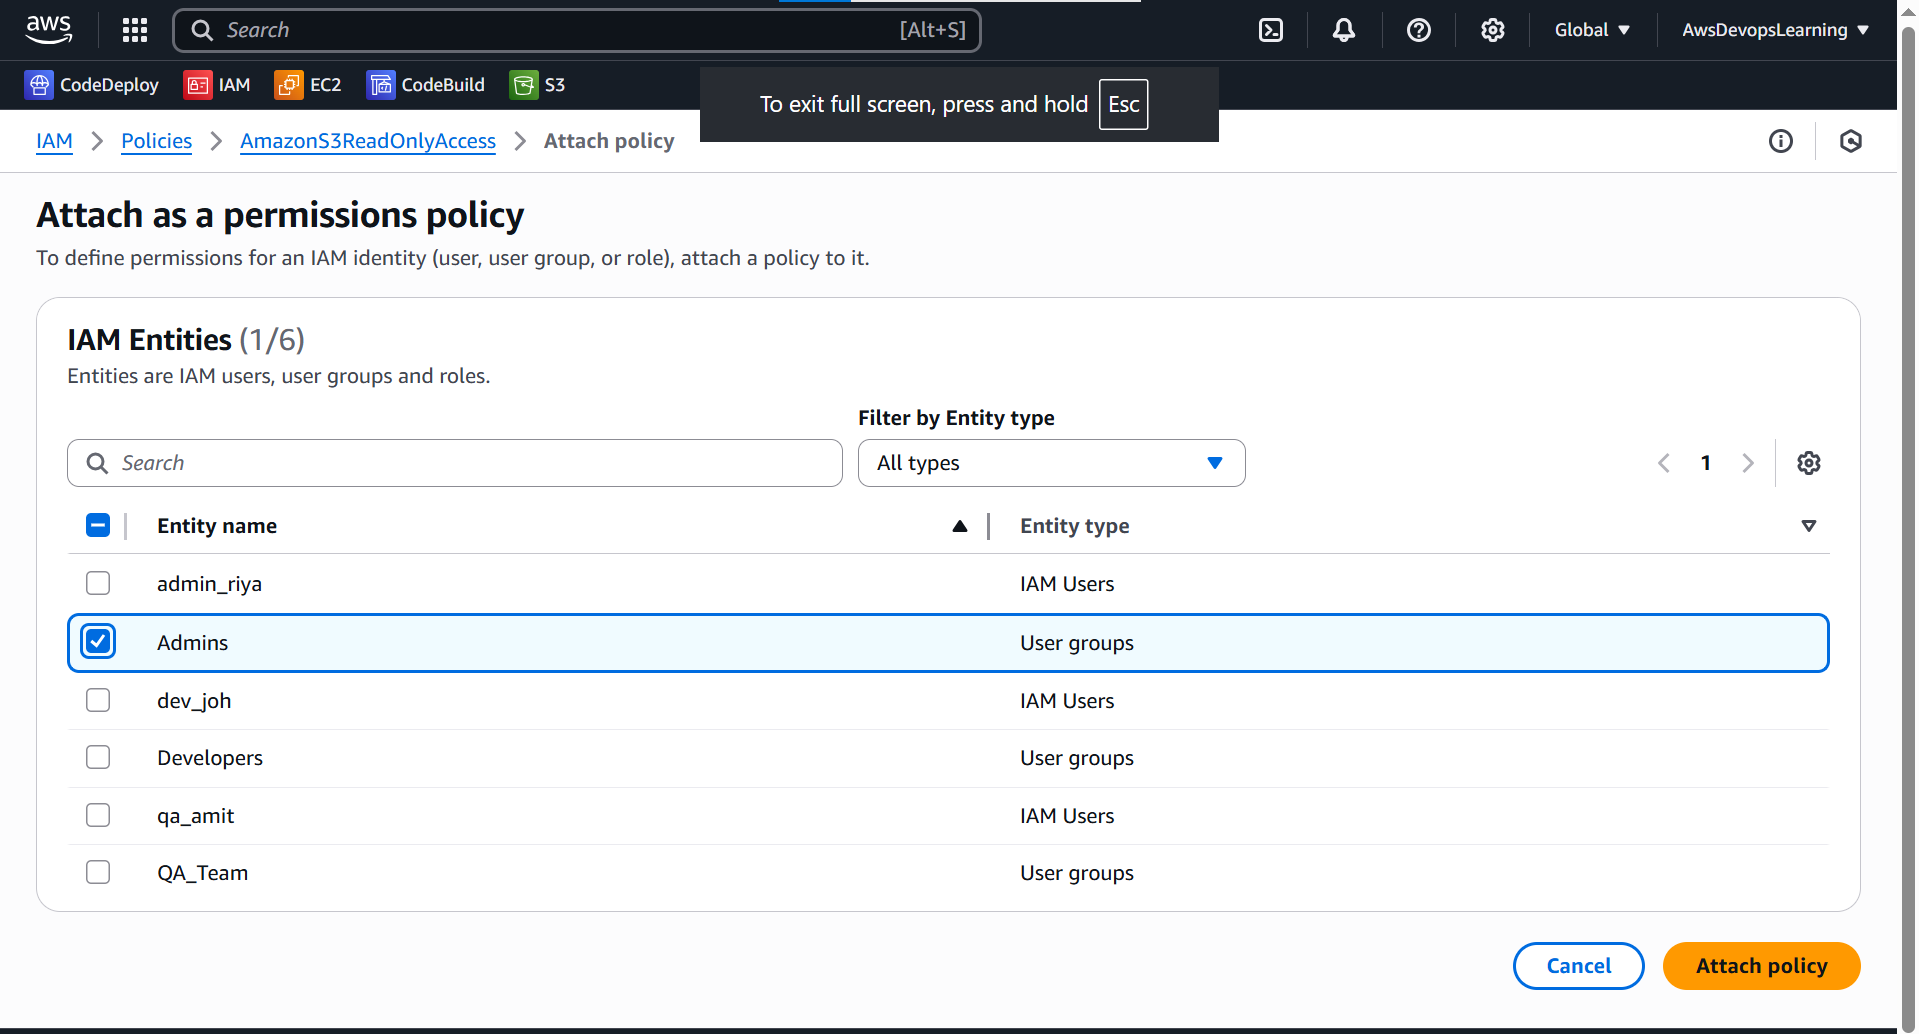 aws
Search [Alt+S]
Global
AwsDevopsLearning
CodeDeploy IAM EC2 CodeBuild S3
To exit full screen, press and hold Esc
IAM Policies AmazonS3ReadOnlyAccess Attach policy
Attach as a permissions policy
To define permissions for an IAM identity (user, user group, or role), attach a policy to it.
IAM Entities (1/6)
Entities are IAM users, user groups and roles.
Filter by Entity type
Search
All types
1
Entity name Entity type
admin_riya IAM Users
Admins User groups
dev_joh IAM Users
Developers User groups
qa_amit IAM Users
QA_Team User groups
Cancel Attach policy